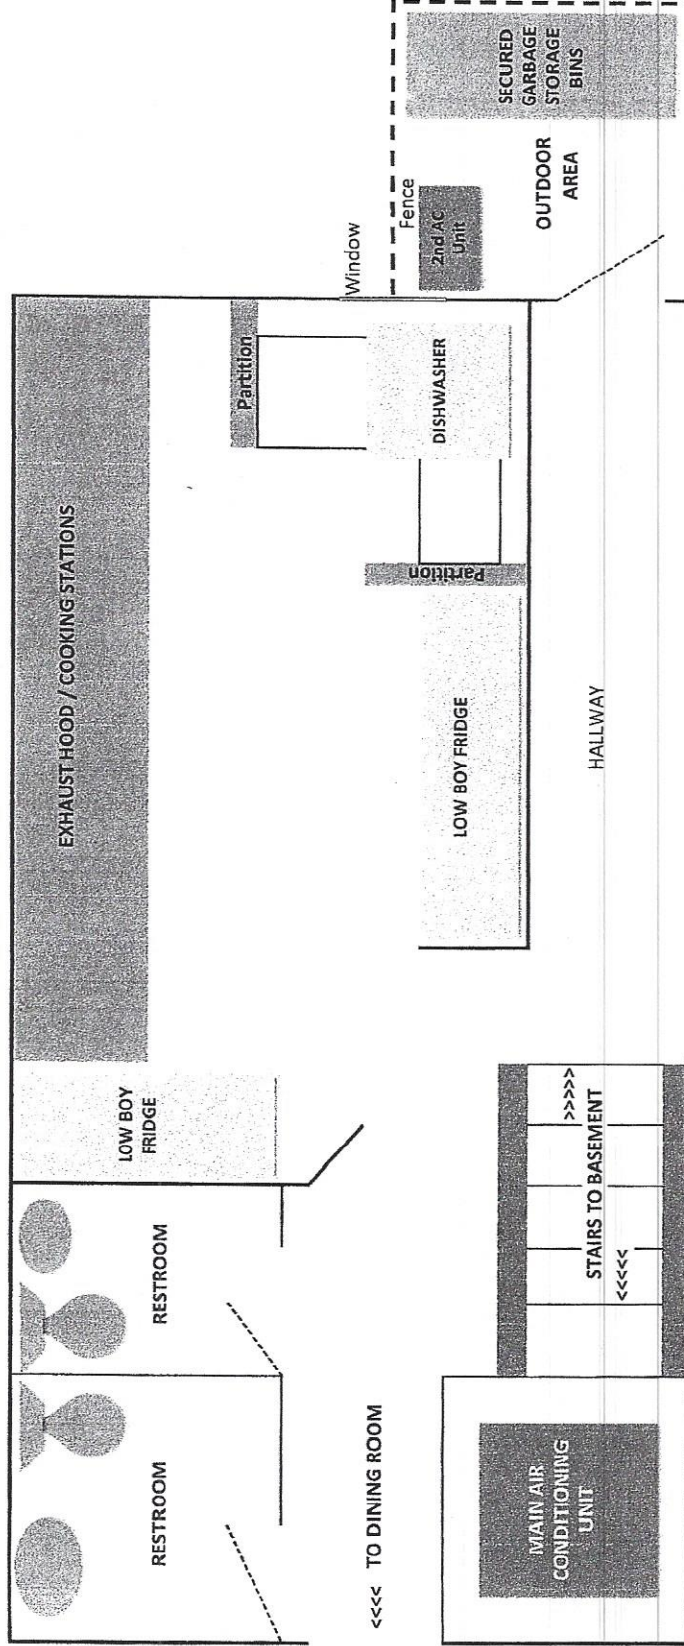 SECURED
GARBAGE
STORAGE
BINS
OUTDOOR
AREA
Fence
2nd AC
Unit
Window
Partition
DISHWASHER
Partition
EXHAUST HOOD / COOKING STATIONS
LOW BOY FRIDGE
HALLWAY
LOW BOY
FRIDGE
>>>>>
STAIRS TO BASEMENT
<<<<<
RESTROOM
RESTROOM
<<<< TO DINING ROOM
MAIN AIR
CONDITIONING
UNIT